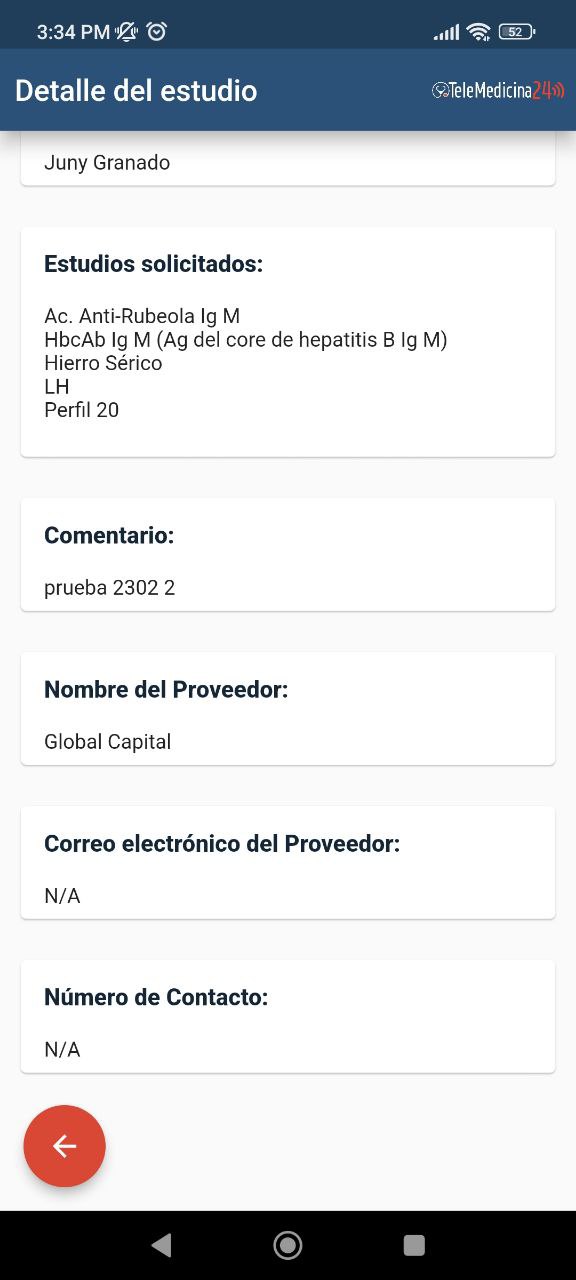 3:34 PM
52
Detalle del estudio
TeleMedicina24
Juny Granado
Estudios solicitados:
Ac. Anti-Rubeola Ig M
HbcAb Ig M (Ag del core de hepatitis B Ig M)
Hierro Sérico
LH
Perfil 20
Comentario:
prueba 2302 2
Nombre del Proveedor:
Global Capital
Correo electrónico del Proveedor:
N/A
Número de Contacto:
N/A